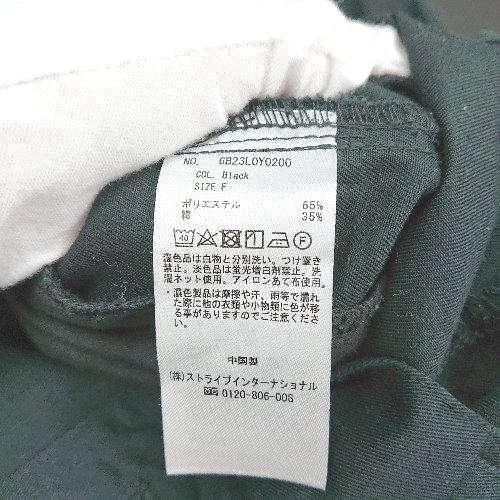 NO. 6B23L0Y0200
COL. Black
SIZE F
ポリエステル 65%
綿 35%
40 F
混色品は白物と分別洗い。つけ置き
禁止。淡色品は蛍光増白剤禁止。洗
濯ネット使用。アイロンあて布使用。
・濃色製品は摩擦や汗、雨等で濡れ
た際に他の衣類や小物類に色が移
る事がありますのでご注意くださ
い。
中国製
(株)ストライプインターナショナル
0120-806-008